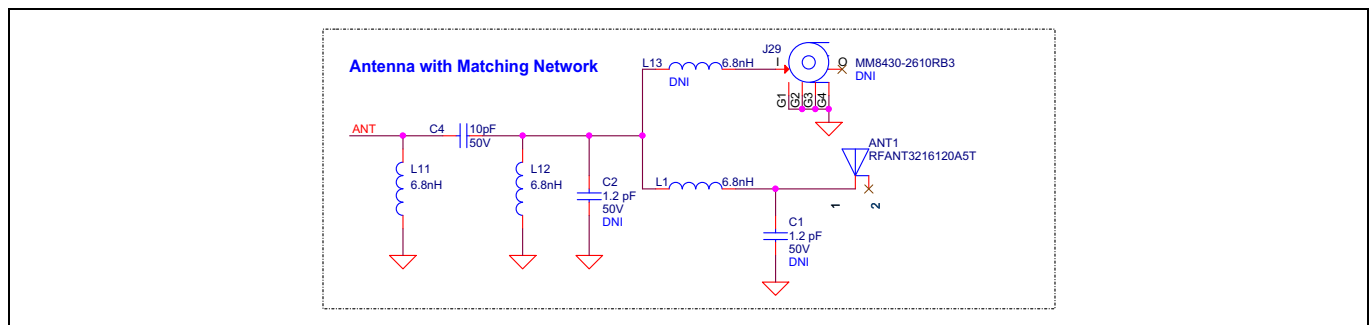 Antenna with Matching Network
J29
L13
6.8nH
I
O
MM8430-2610RB3
DNI
DNI
G1
G2
G3
G4
ANT
C4
10pF
50V
ANT1
RFANT3216120A5T
L11
6.8nH
L12
6.8nH
C2
1.2 pF
50V
DNI
L1
6.8nH
1
2
C1
1.2 pF
50V
DNI